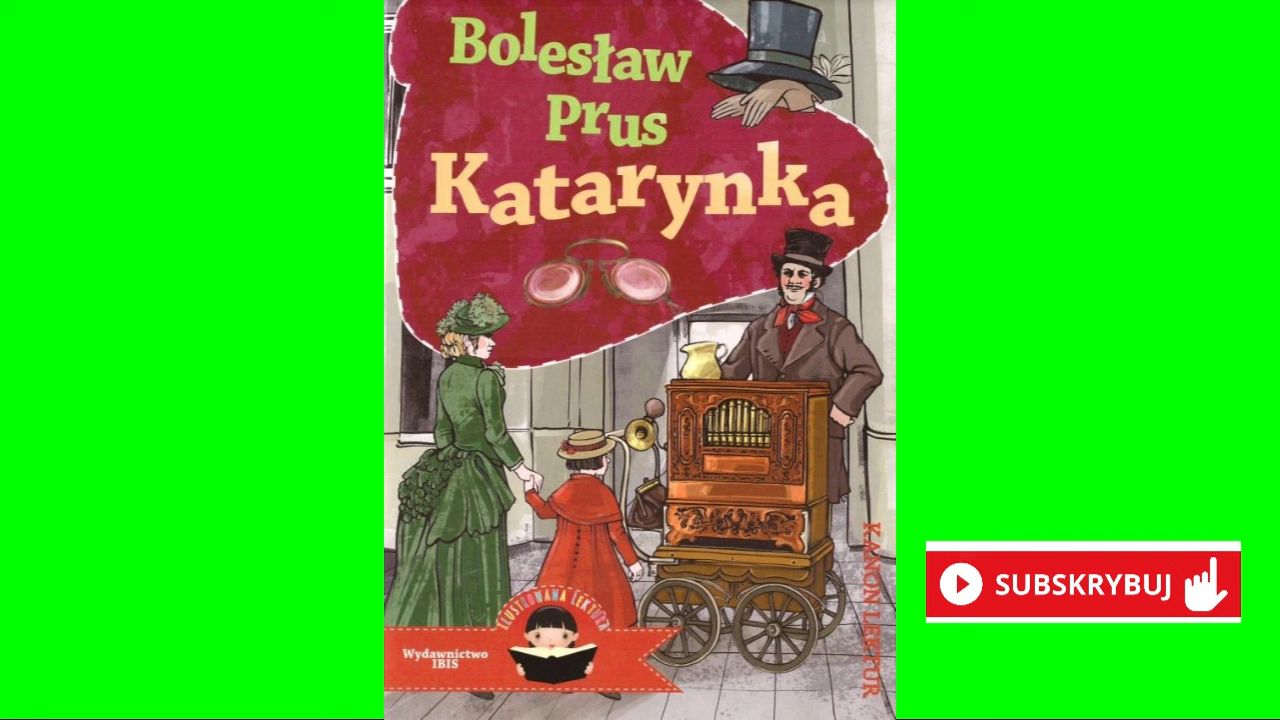 Bolesław
Prus
Katarynka
KANON LEKTUR
ILUSTROWANA LEKTURA
Wydawnictwo
IBIS
SUBSKRYBUJ